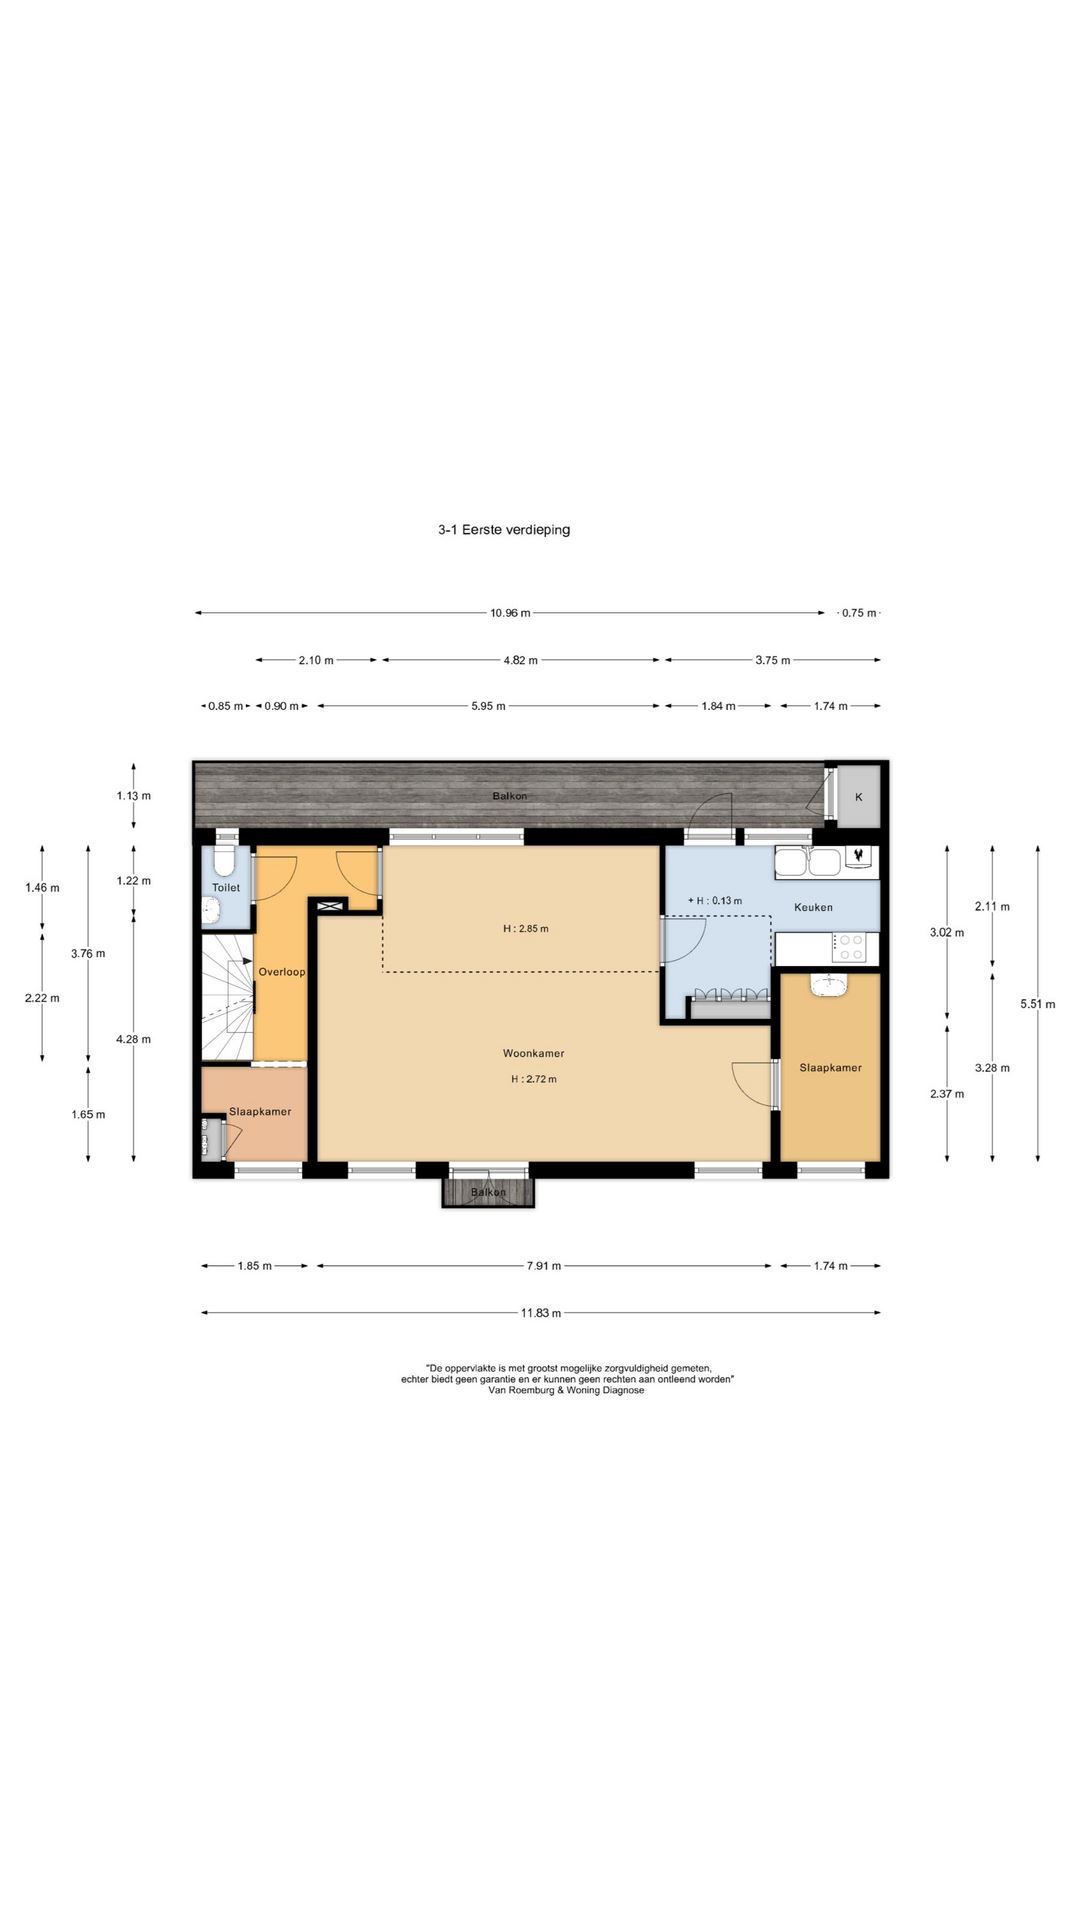 3-1 Eerste verdieping
10.96 m
0.75 m
2.10 m
4.82 m
3.75 m
0.85 m
0.90 m
5.95 m
1.84 m
1.74 m
1.13 m
Balkon
K
1.46 m
1.22 m
Toilet
+ H : 0.13 m
Keuken
2.11 m
H : 2.85 m
3.02 m
3.76 m
Overloop
2.22 m
5.51 m
4.28 m
Woonkamer
H : 2.72 m
Slaapkamer
3.28 m
2.37 m
1.65 m
Slaapkamer
Balkon
1.85 m
7.91 m
1.74 m
11.83 m
"De oppervlakte is met grootst mogelijke zorgvuldigheid gemeten,
echter biedt geen garantie en er kunnen geen rechten aan ontleend worden"
Van Roemburg & Woning Diagnose